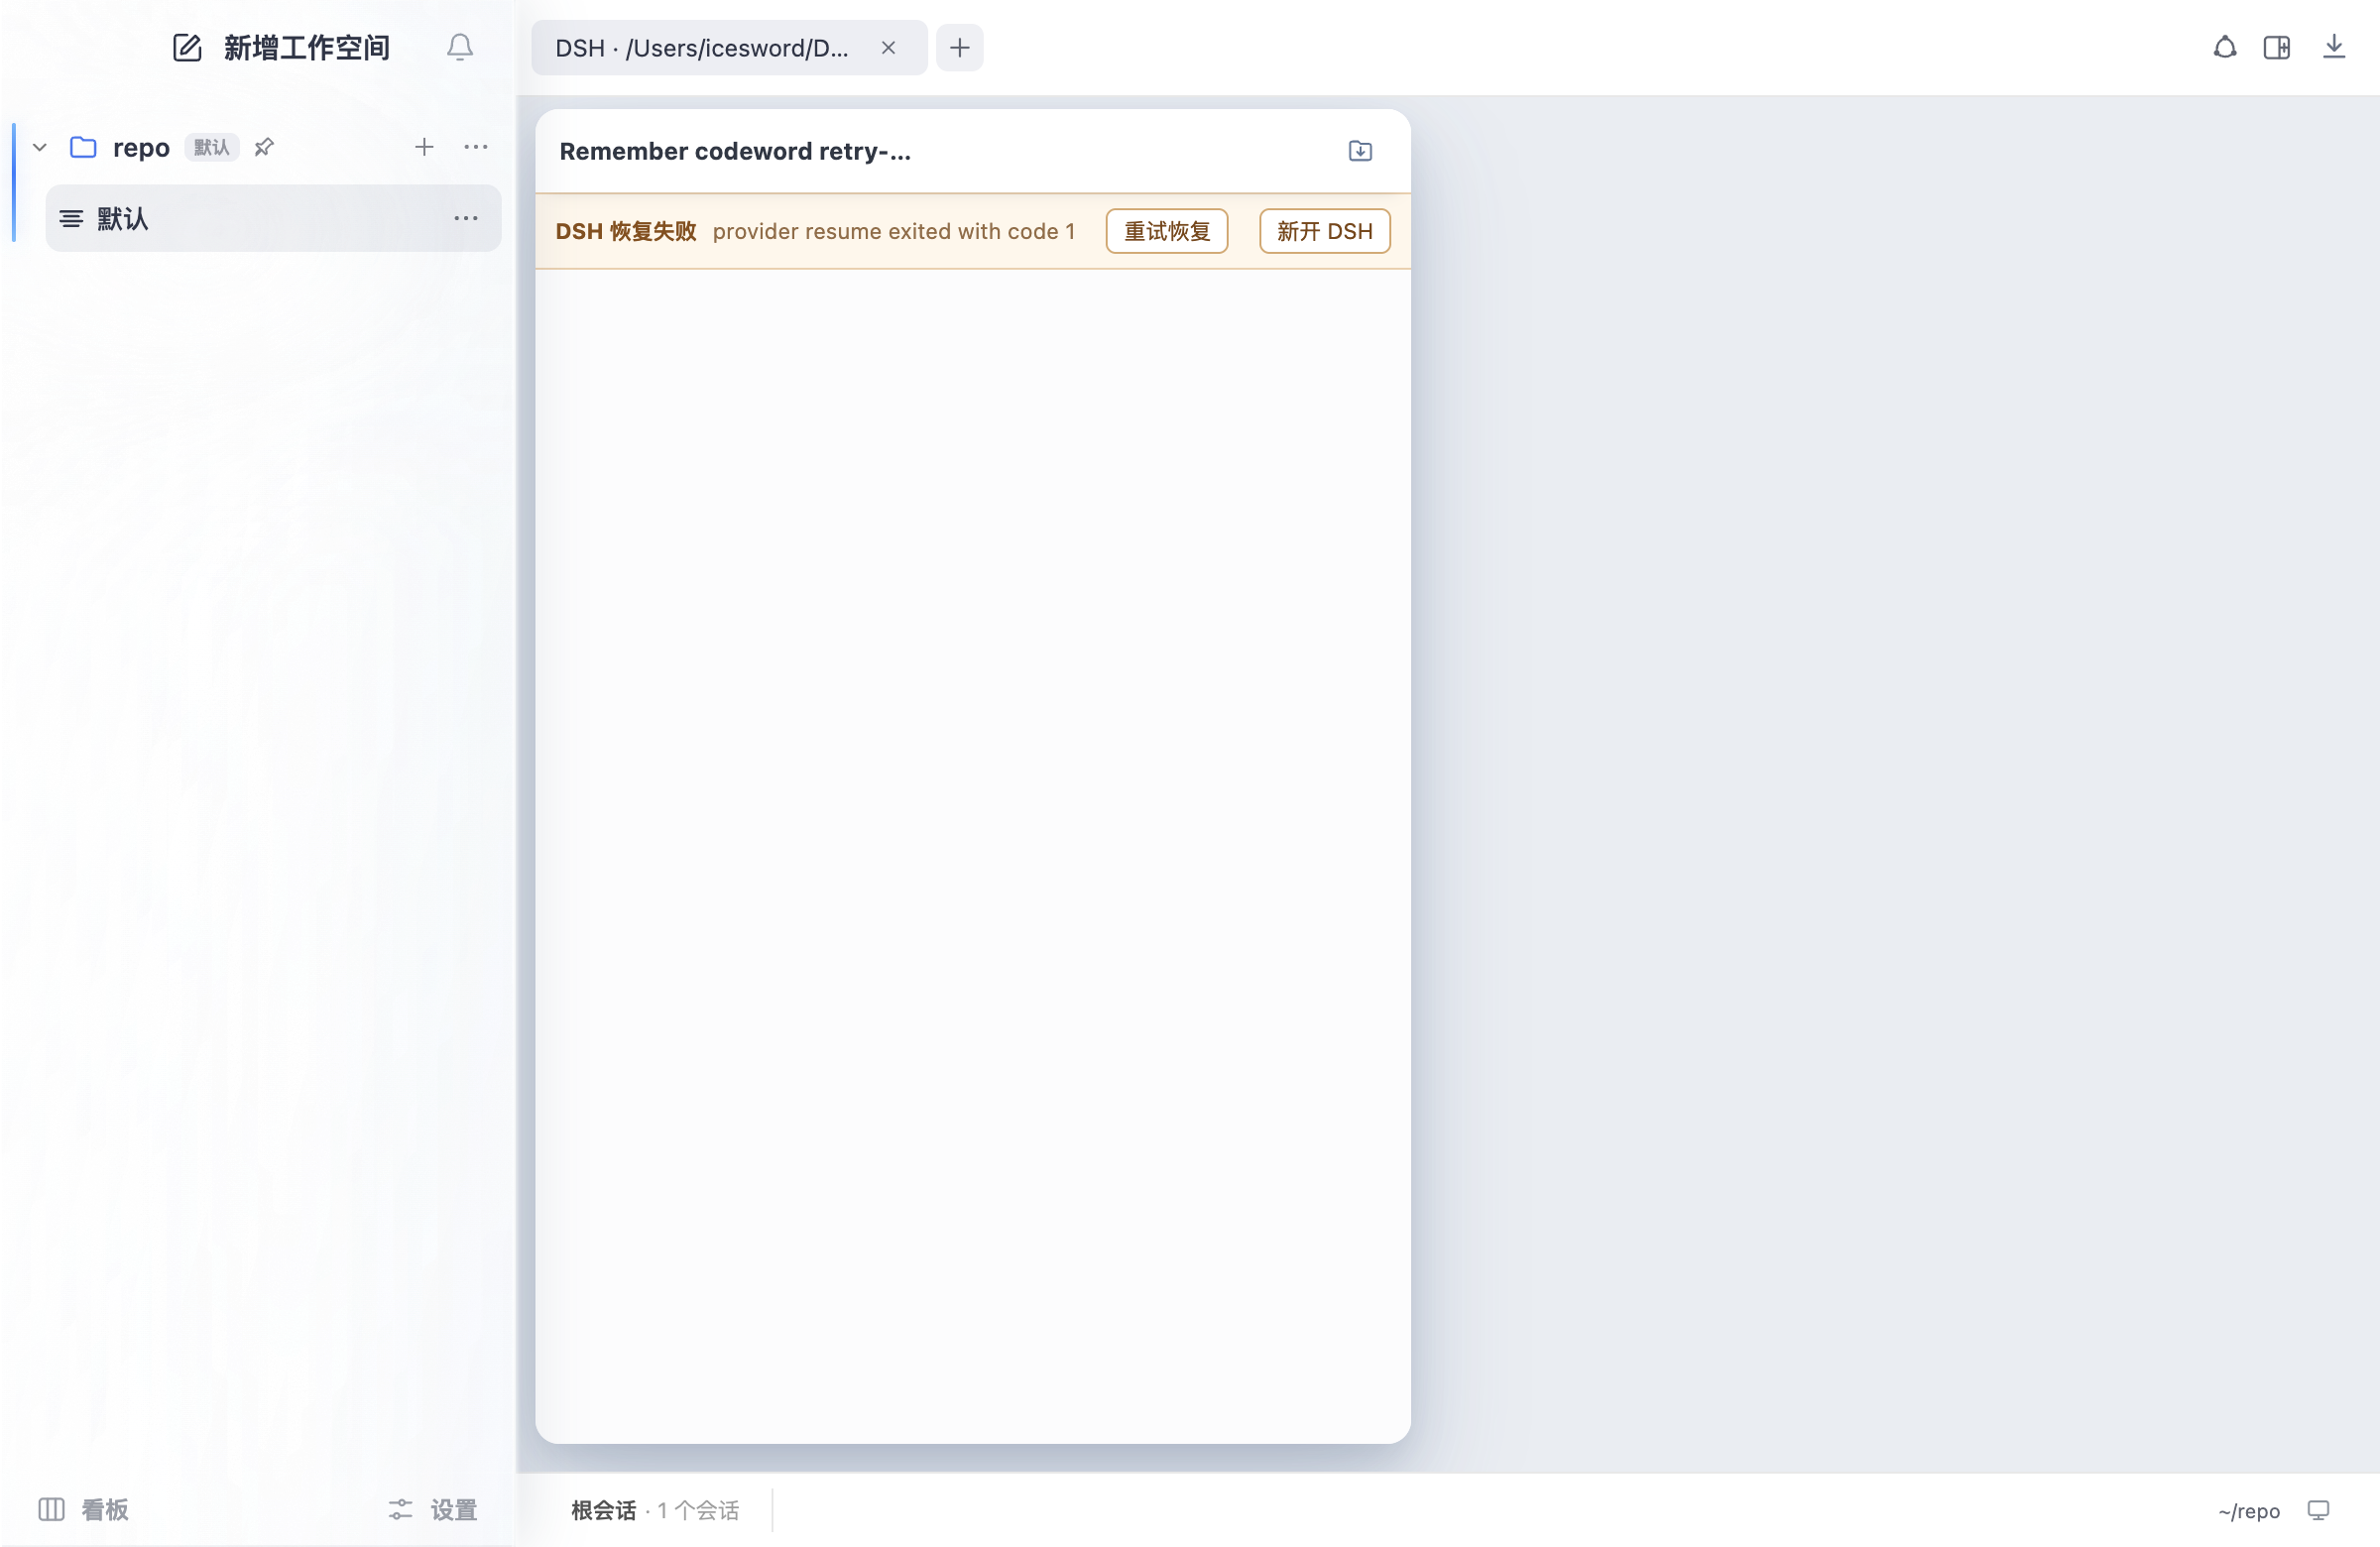 新增工作空间
DSH · /Users/icesword/D...
repo 默认
默认
Remember codeword retry-...
DSH 恢复失败 provider resume exited with code 1 重试恢复 新开 DSH
看板
设置
根会话 · 1 个会话
~/repo